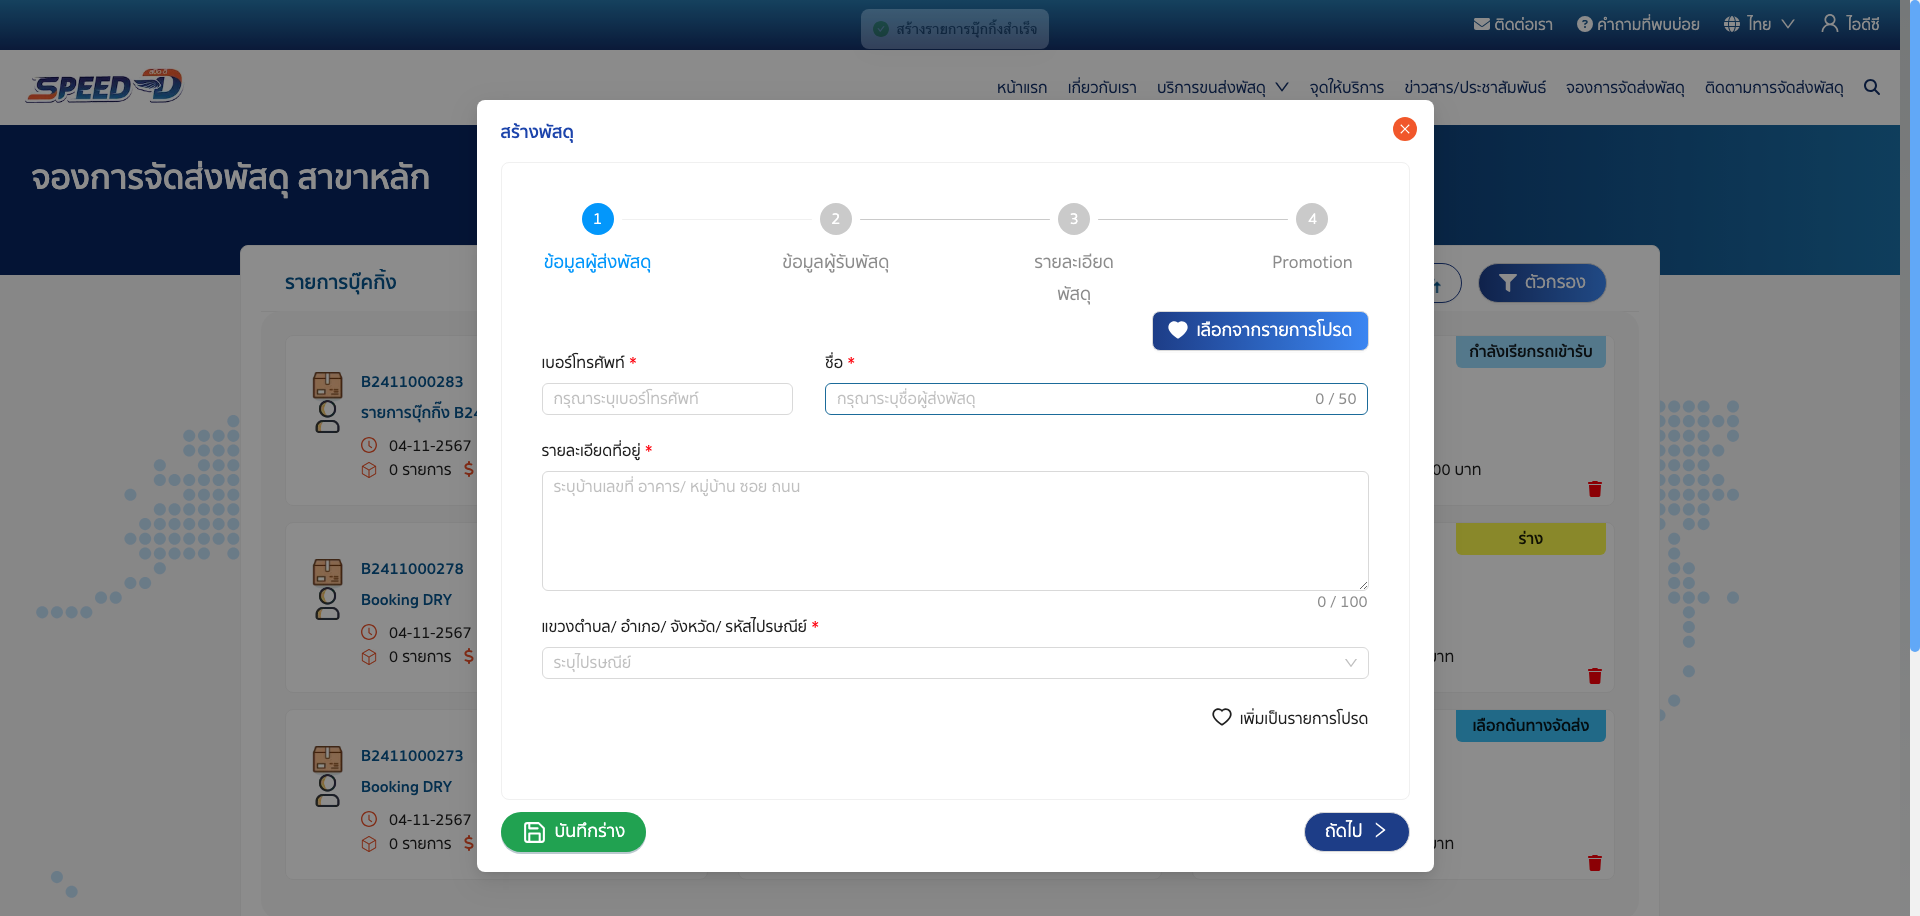 สร้างรายการบุ๊กกิ้งสำเร็จ
ติดต่อเรา
คำถามที่พบบ่อย
ไทย
ไอดีซี
SPEED D
หน้าแรก
เกี่ยวกับเรา
บริการขนส่งพัสดุ
จุดให้บริการ
ข่าวสาร/ประชาสัมพันธ์
จองการจัดส่งพัสดุ
ติดตามการจัดส่งพัสดุ
จองการจัดส่งพัสดุ สาขาหลัก
รายการบุ๊คกิ้ง
ตัวกรอง
B2411000283
รายการบุ๊กกิ๊ง B24
04-11-2567
0 รายการ
กำลังเรียกรถเข้ารับ
00 บาท
B2411000278
Booking DRY
04-11-2567
0 รายการ
ร่าง
บาท
B2411000273
Booking DRY
04-11-2567
0 รายการ
เลือกต้นทางจัดส่ง
บาท
สร้างพัสดุ
1
2
3
4
ข้อมูลผู้ส่งพัสดุ
ข้อมูลผู้รับพัสดุ
รายละเอียด
พัสดุ
Promotion
เลือกจากรายการโปรด
เบอร์โทรศัพท์ *
ชื่อ *
กรุณาระบุเบอร์โทรศัพท์
กรุณาระบุชื่อผู้ส่งพัสดุ
0 / 50
รายละเอียดที่อยู่ *
ระบุบ้านเลขที่ อาคาร/ หมู่บ้าน ซอย ถนน
0 / 100
แขวงตำบล/ อำเภอ/ จังหวัด/ รหัสไปรษณีย์ *
ระบุไปรษณีย์
เพิ่มเป็นรายการโปรด
บันทึกร่าง
ถัดไป